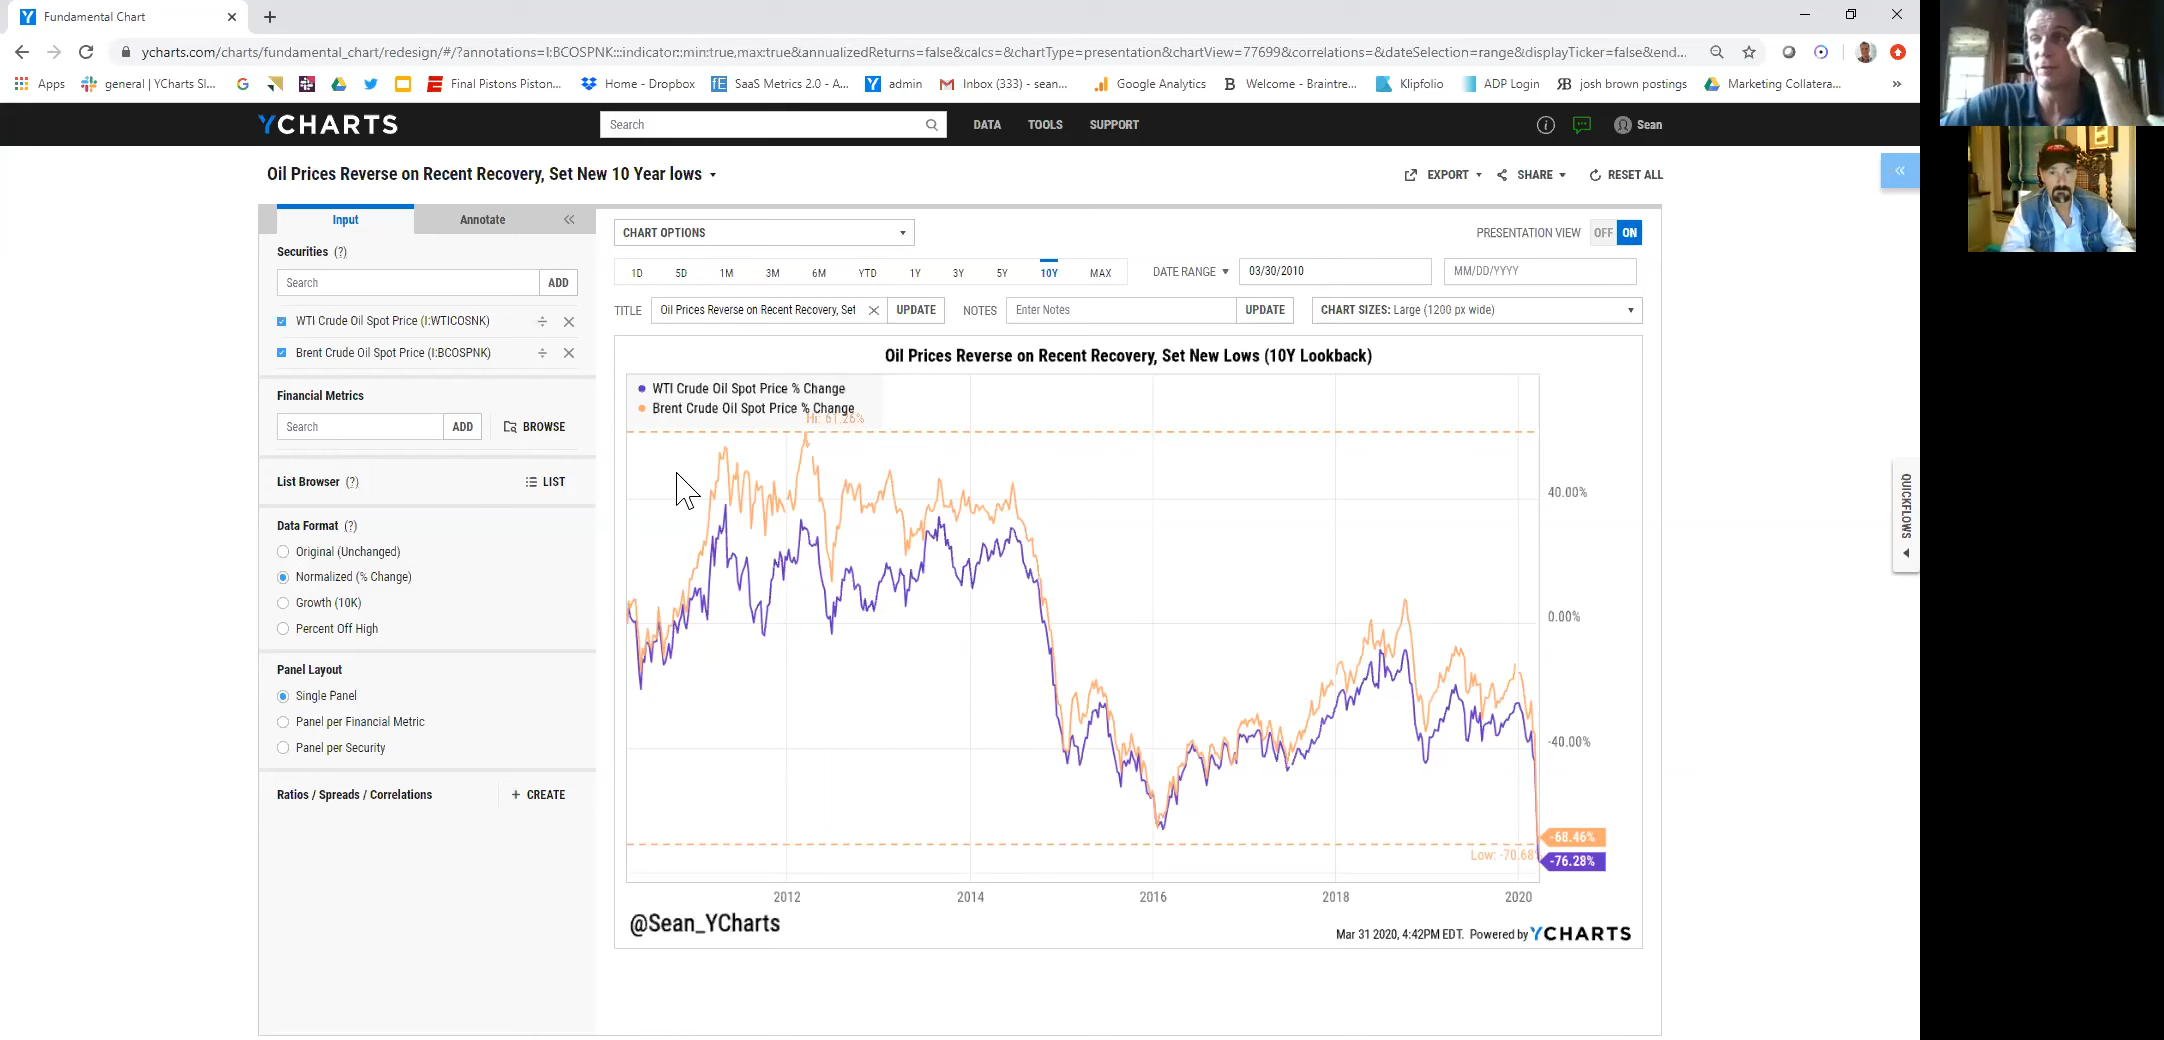 Fundamental Chart
ycharts.com/charts/fundamental_chart/redesign/#/?annotations=I:BCOSPNK:::indicator::min:true,max:true&annualizedReturns=false&calcs=&chartType=presentation&chartView=77699&correlations=&dateSelection=range&displayTicker=false&end...
Apps general | YCharts Sl... Final Pistons Piston... Home - Dropbox SaaS Metrics 2.0 - A... admin Inbox (333) - sean... Google Analytics Welcome - Braintre... Klipfolio ADP Login josh brown postings Marketing Collatera... »
YCHARTS
Search
DATA TOOLS SUPPORT
Sean
Oil Prices Reverse on Recent Recovery, Set New 10 Year lows
EXPORT SHARE RESET ALL
Input Annotate
Securities (?)
Search ADD
WTI Crude Oil Spot Price (I:WTICOSNK)
Brent Crude Oil Spot Price (I:BCOSPNK)
Financial Metrics
Search ADD BROWSE
List Browser (?) LIST
Data Format (?)
Original (Unchanged)
Normalized (% Change)
Growth (10K)
Percent Off High
Panel Layout
Single Panel
Panel per Financial Metric
Panel per Security
Ratios / Spreads / Correlations + CREATE
CHART OPTIONS
PRESENTATION VIEW OFF ON
1D 5D 1M 3M 6M YTD 1Y 3Y 5Y 10Y MAX
DATE RANGE 03/30/2010 MM/DD/YYYY
TITLE Oil Prices Reverse on Recent Recovery, Set UPDATE NOTES Enter Notes UPDATE CHART SIZES: Large (1200 px wide)
Oil Prices Reverse on Recent Recovery, Set New Lows (10Y Lookback)
WTI Crude Oil Spot Price % Change
Brent Crude Oil Spot Price % Change
Hi: 61.26%
40.00%
0.00%
-40.00%
-68.46%
Low: -70.68
-76.28%
2012 2014 2016 2018 2020
@Sean_YCharts
Mar 31 2020, 4:42PM EDT. Powered by YCHARTS
QUICKFLOWS